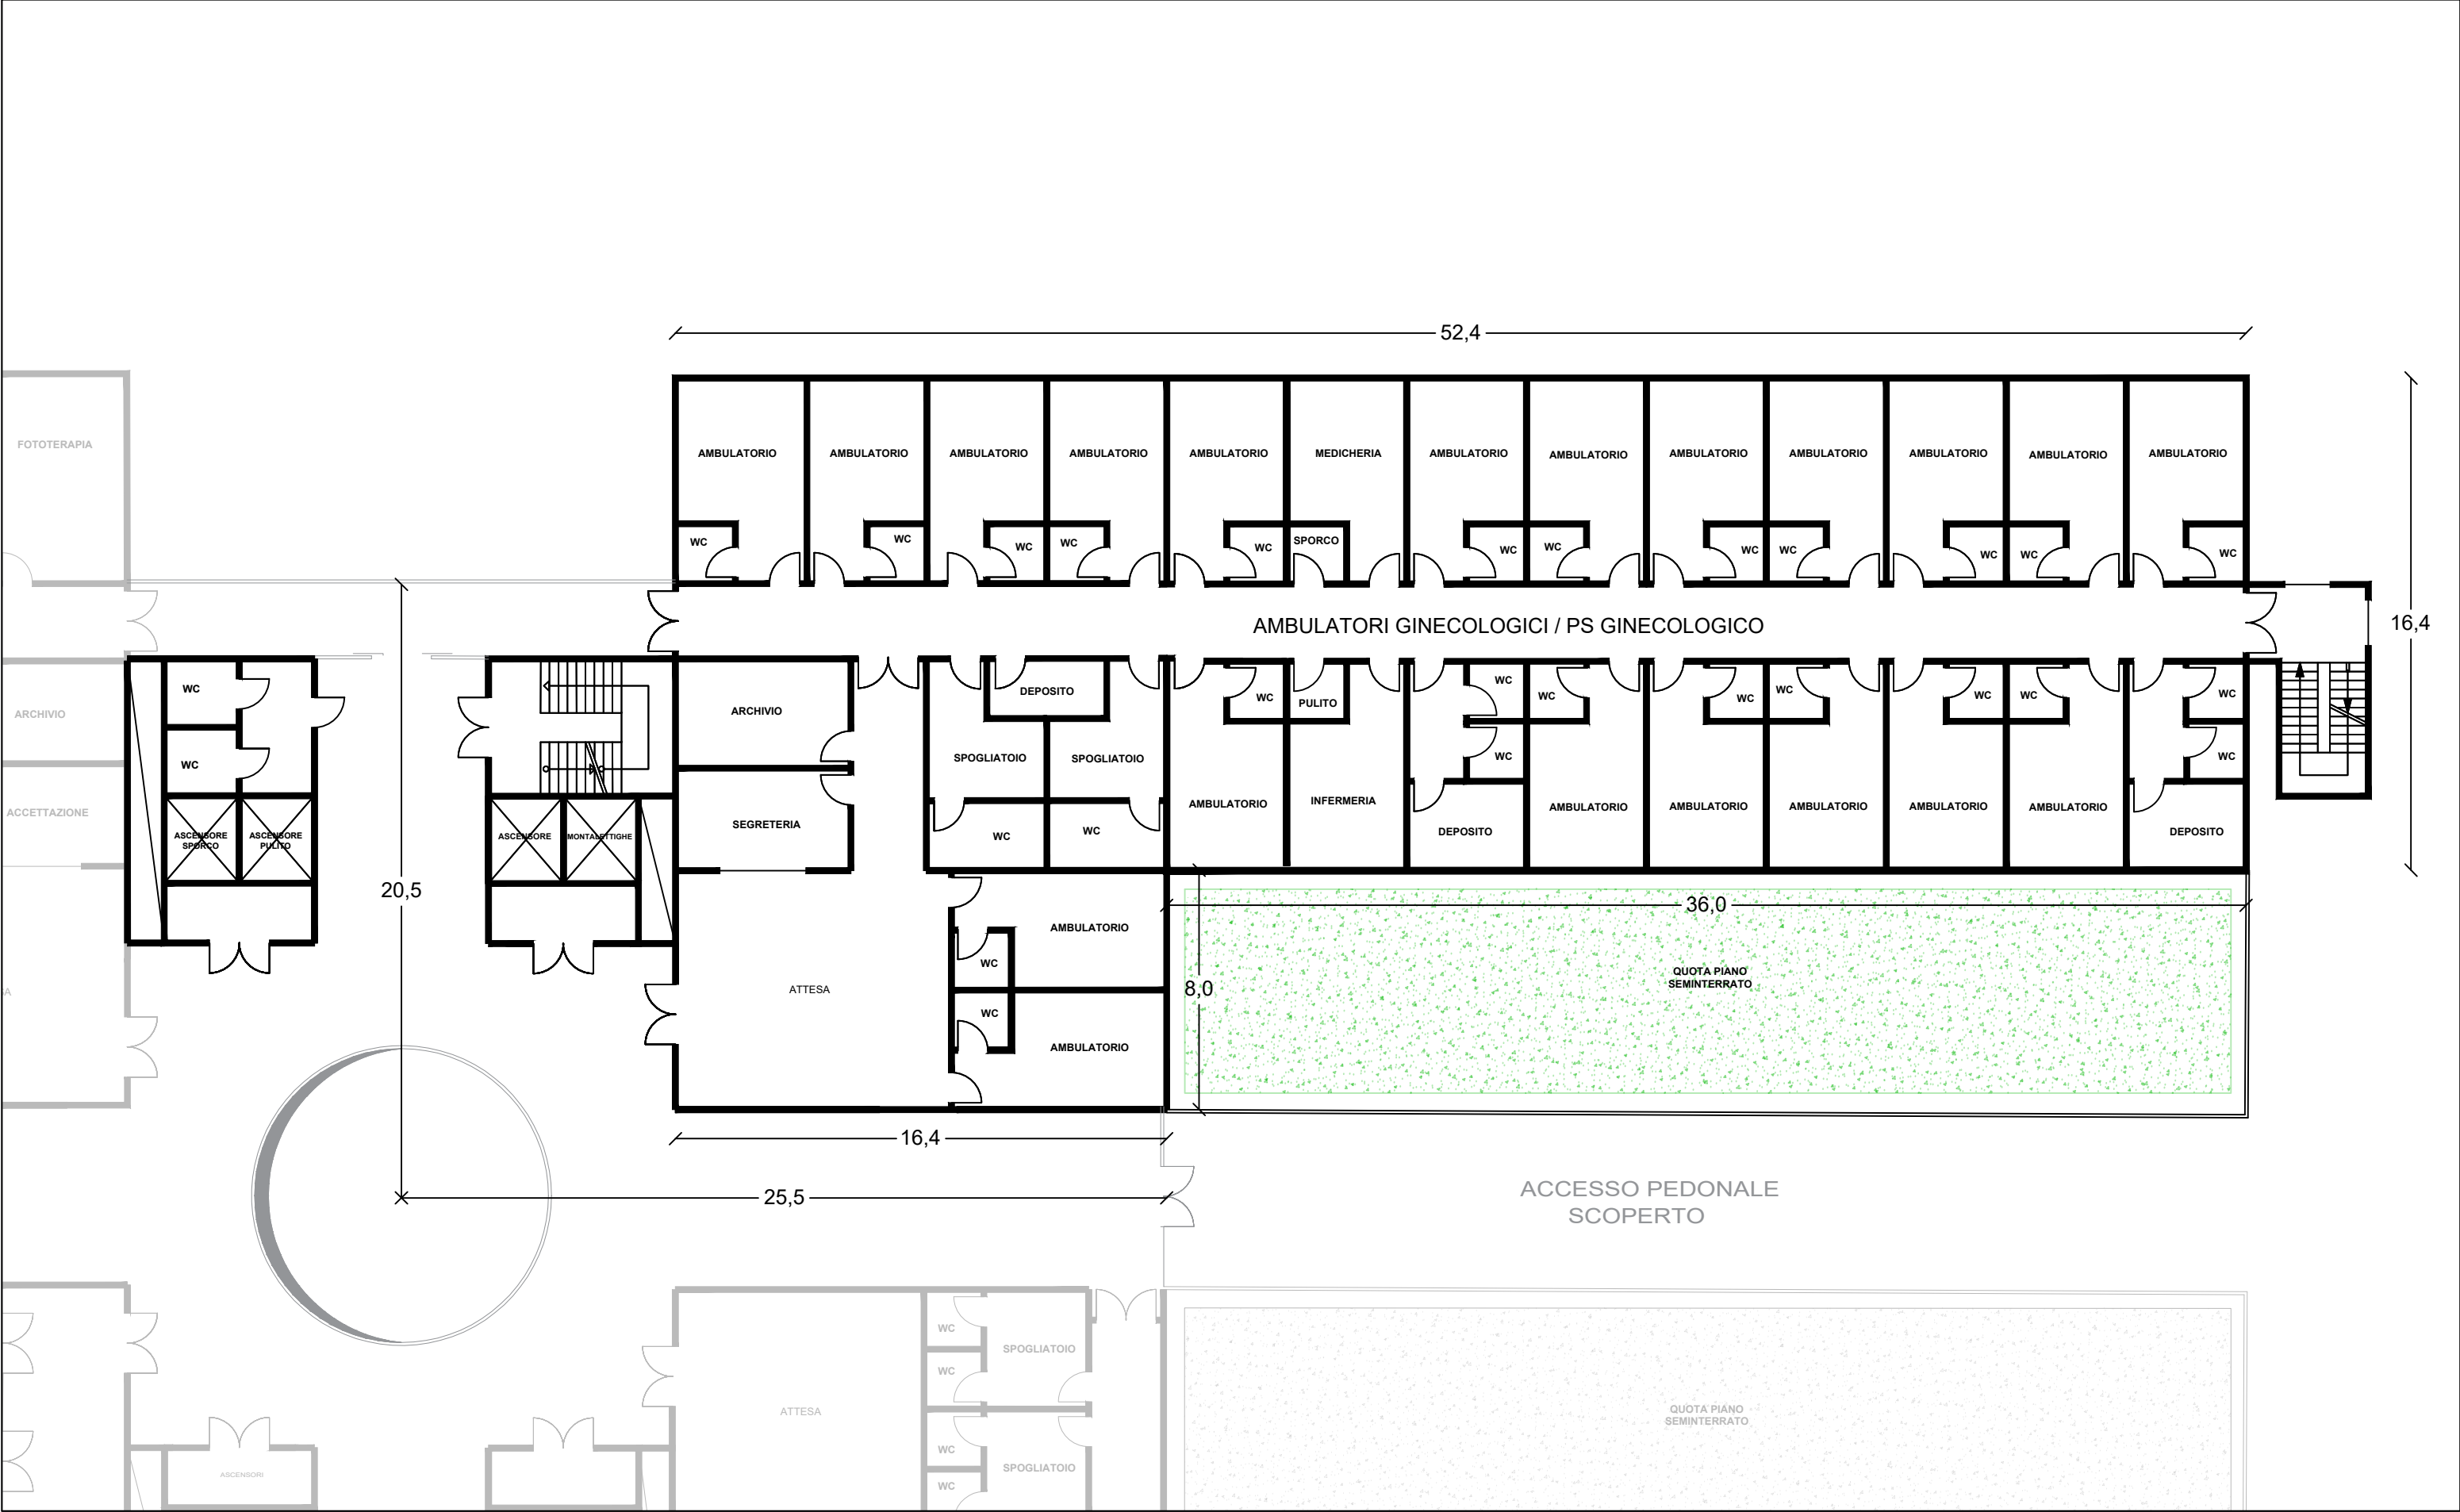 52,4
FOTOTERAPIA
AMBULATORIO
AMBULATORIO
AMBULATORIO
AMBULATORIO
AMBULATORIO
MEDICHERIA
AMBULATORIO
AMBULATORIO
AMBULATORIO
AMBULATORIO
AMBULATORIO
AMBULATORIO
AMBULATORIO
WC
WC
WC
WC
WC
SPORCO
WC
WC
WC
WC
WC
WC
WC
AMBULATORI GINECOLOGICI / PS GINECOLOGICO
16,4
ARCHIVIO
WC
WC
ARCHIVIO
DEPOSITO
WC
PULITO
WC
WC
WC
WC
WC
WC
WC
WC
WC
SPOGLIATOIO
SPOGLIATOIO
ACCETTAZIONE
ASCENSORE
SPORCO
ASCENSORE
PULITO
ASCENSORE
MONTALETTIGHE
SEGRETERIA
WC
WC
AMBULATORIO
INFERMERIA
DEPOSITO
AMBULATORIO
AMBULATORIO
AMBULATORIO
AMBULATORIO
AMBULATORIO
DEPOSITO
20,5
36,0
AMBULATORIO
WC
SA
ATTESA
8,0
QUOTA PIANO
SEMINTERRATO
WC
AMBULATORIO
16,4
25,5
ACCESSO PEDONALE
SCOPERTO
WC
SPOGLIATOIO
WC
ATTESA
QUOTA PIANO
SEMINTERRATO
WC
SPOGLIATOIO
ASCENSORI
WC